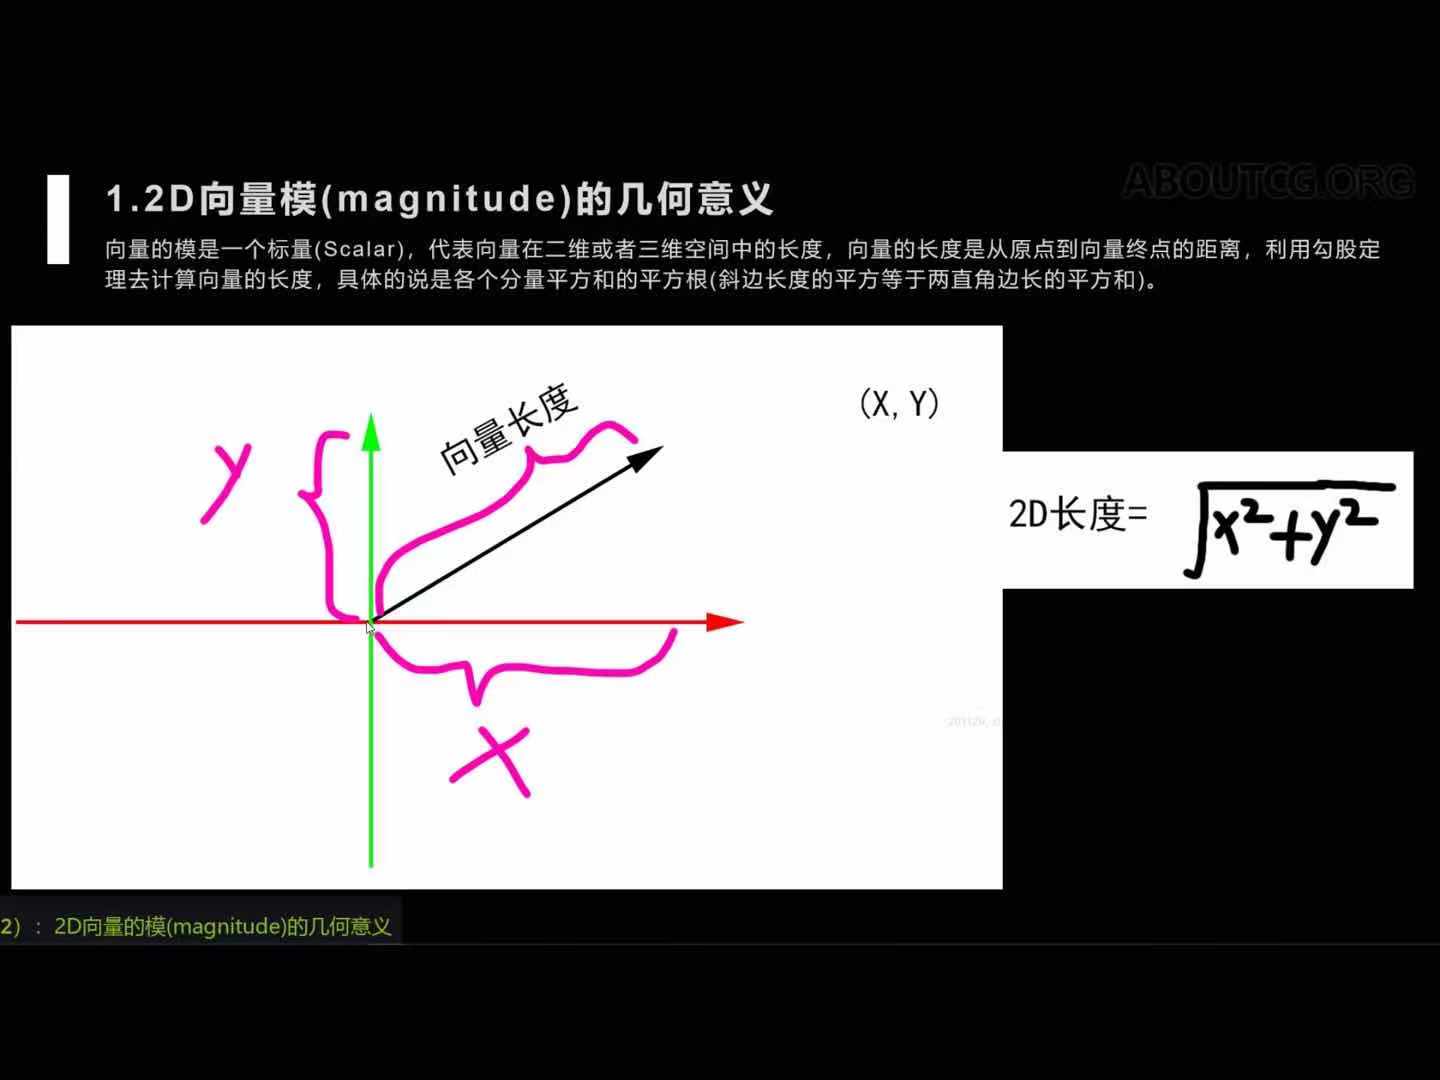 ABOUTCG.ORG
1.2D向量模(magnitude)的几何意义
向量的模是一个标量(Scalar)，代表向量在二维或者三维空间中的长度，向量的长度是从原点到向量终点的距离，利用勾股定
理去计算向量的长度，具体的说是各个分量平方和的平方根(斜边长度的平方等于两直角边长的平方和)。
向量长度
(X,Y)
y
2D长度= √x²+y²
x
2）：2D向量的模(magnitude)的几何意义